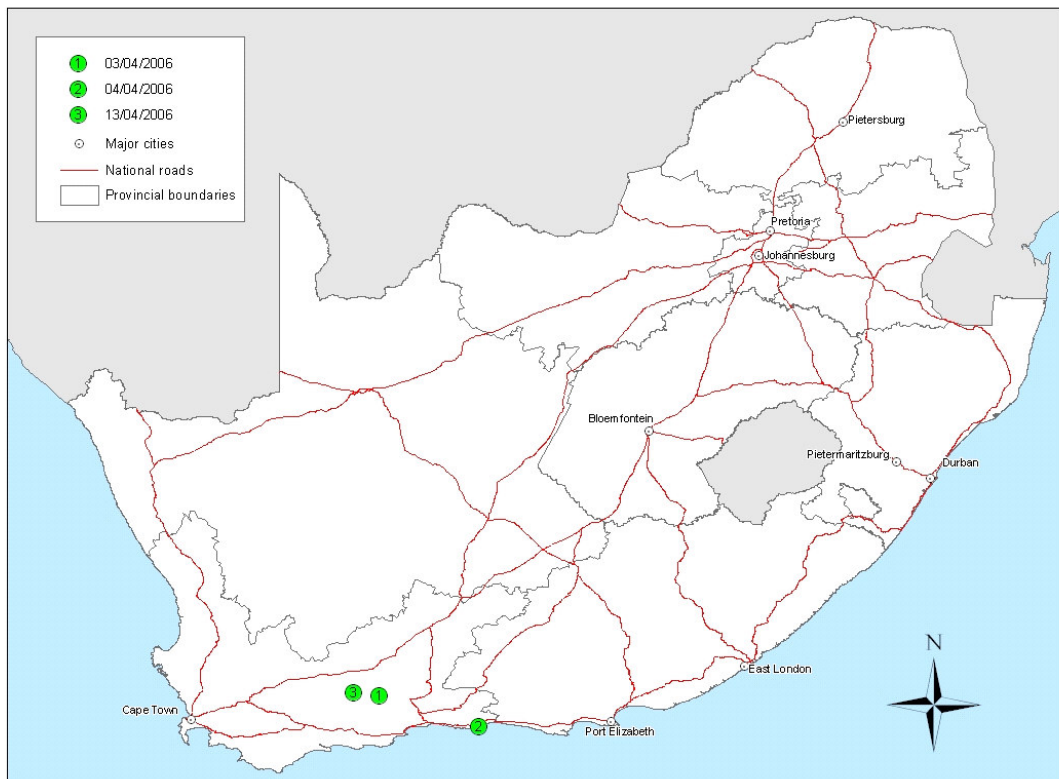 1 03/04/2006
2 04/04/2006
3 13/04/2006
Major cities
National roads
Provincial boundaries
Pietersburg
Pretoria
Johannesburg
Bloemfontein
Pietermaritzburg
Durban
N
East London
3
1
Cape Town
2
Port Elizabeth